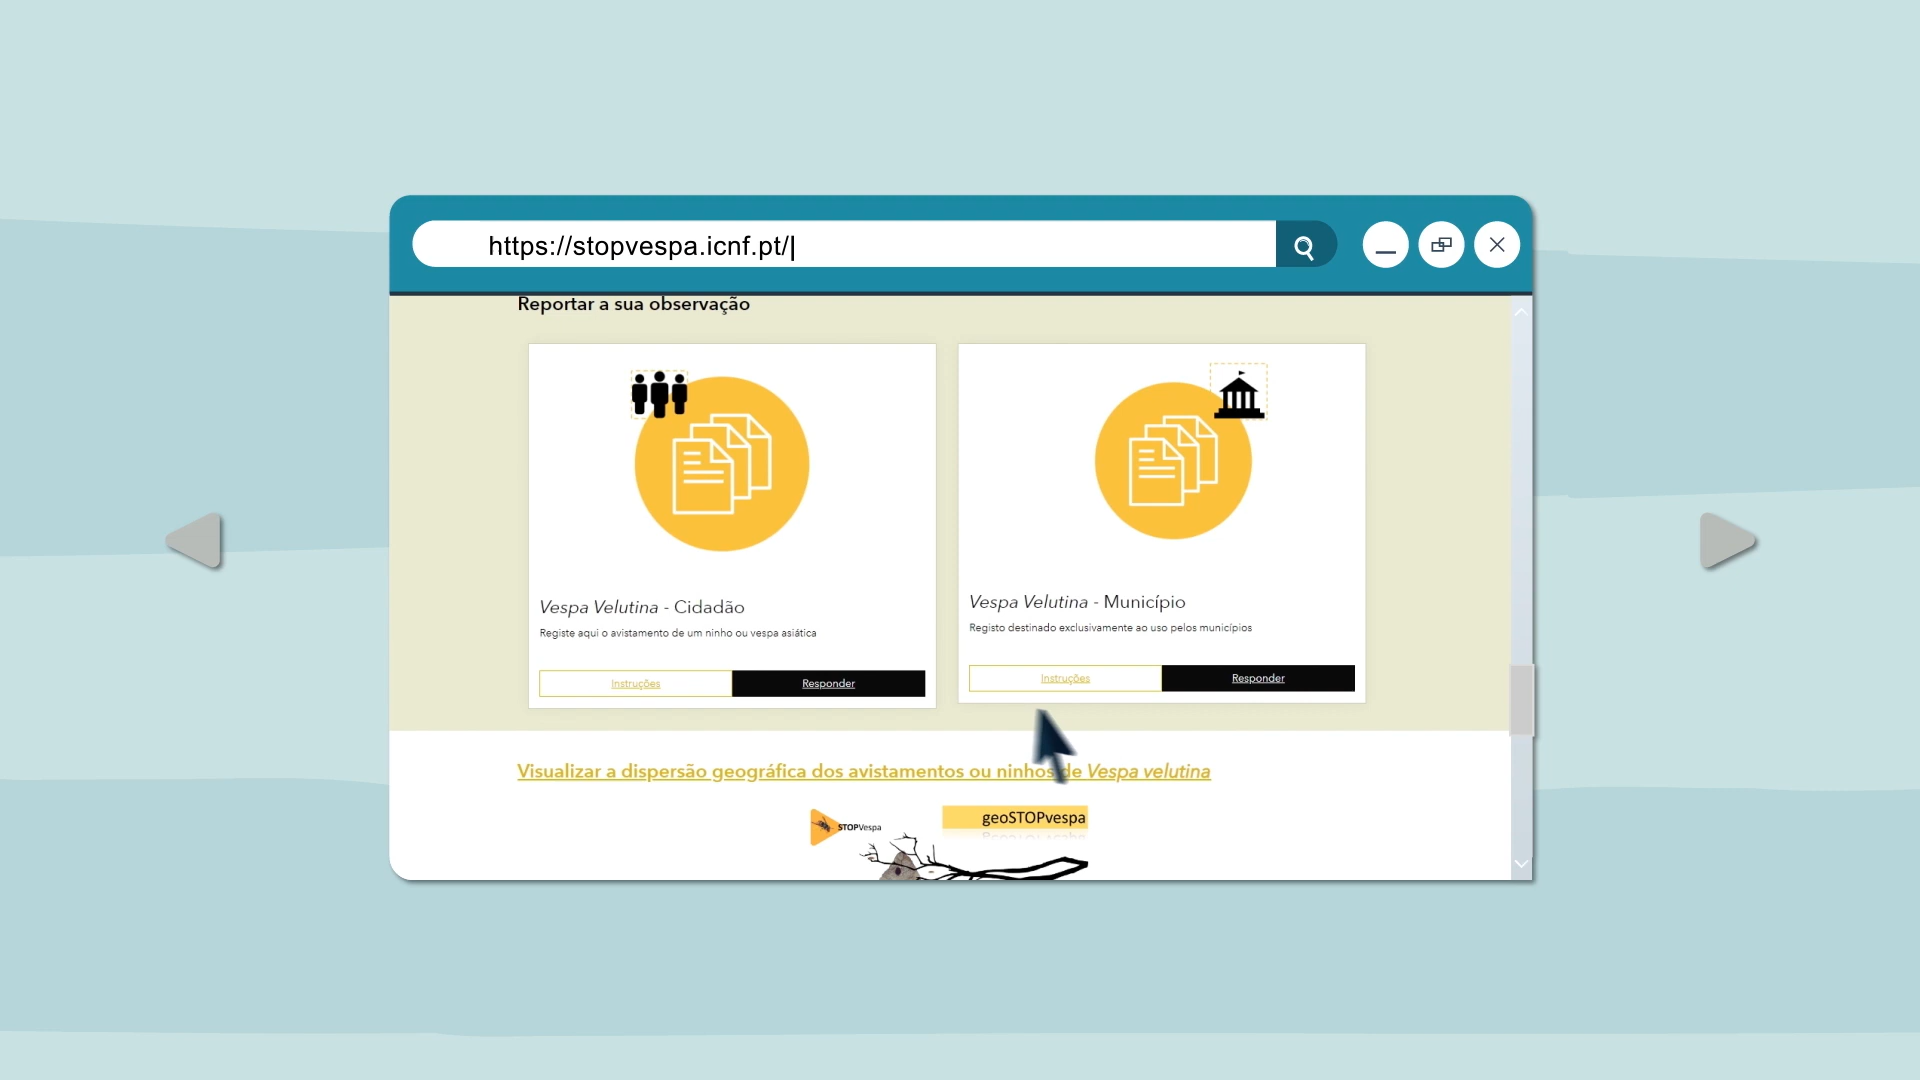 https://stopvespa.icnf.pt/
Reportar a sua observação
Vespa Velutina - Cidadão
Registe aqui o avistamento de um ninho ou vespa asiática
Instruções
Responder
Vespa Velutina - Município
Registo destinado exclusivamente ao uso pelos municípios
Instruções
Responder
Visualizar a dispersão geográfica dos avistamentos ou ninhos de Vespa velutina
STOPVespa
geoSTOPvespa